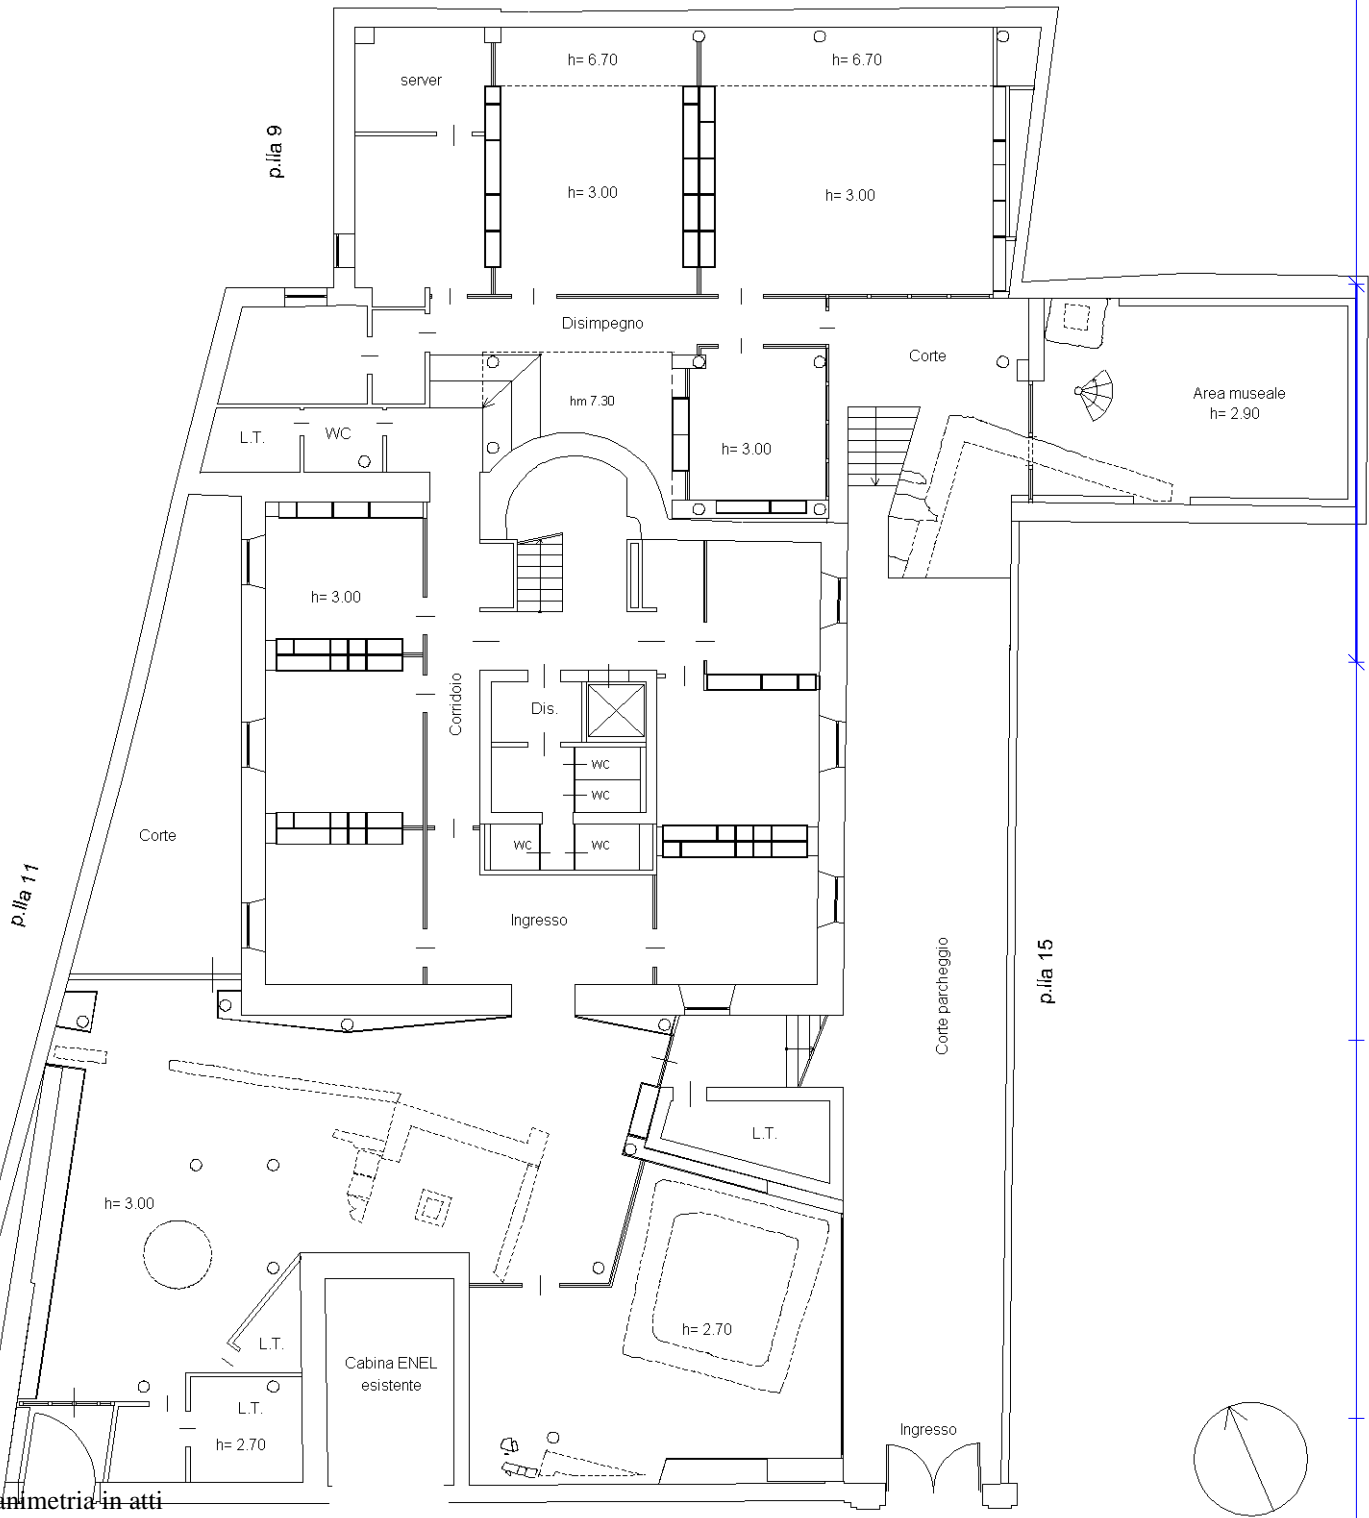 h= 6.70
h= 6.70
server
p.lla 9
h= 3.00
h= 3.00
Disimpegno
Corte
Area museale
h= 2.90
hm 7.30
L.T.
WC
h= 3.00
h= 3.00
Corridoio
Dis.
WC
WC
WC
WC
Corte
p.lla 11
Ingresso
Corte parcheggio
p.lla 15
L.T.
h= 3.00
h= 2.70
L.T.
Cabina ENEL
esistente
L.T.
h= 2.70
Ingresso
animetria in atti